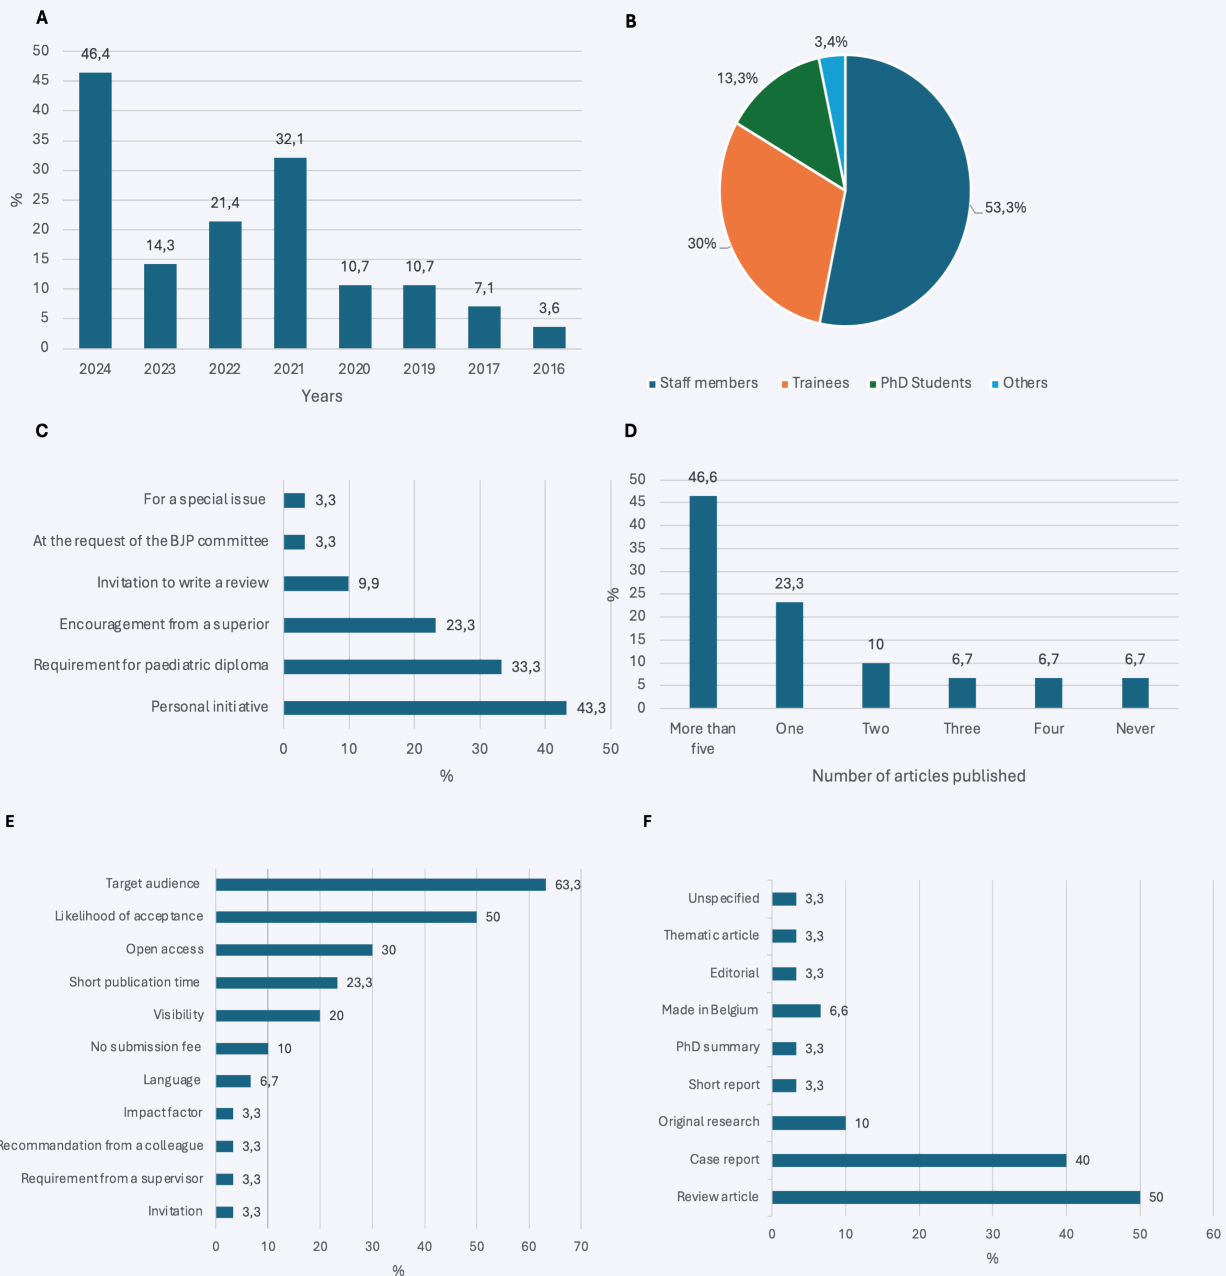 A
50
45
40
35
30
25
20
15
10
5
0
%
46,4
14,3
21,4
32,1
10,7
10,7
7,1
3,6
2024 2023 2022 2021 2020 2019 2017 2016
Years
B
3,4%
13,3%
53,3%
30%
Staff members Trainees PhD Students Others
C
For a special issue 3,3
At the request of the BJP committee 3,3
Invitation to write a review 9,9
Encouragement from a superior 23,3
Requirement for paediatric diploma 33,3
Personal initiative 43,3
0 10 20 30 40 50
%
D
50
45
40
35
30
25
20
15
10
5
0
%
46,6
23,3
10
6,7
6,7
6,7
More than One Two Three Four Never
five
Number of articles published
E
Target audience 63,3
Likelihood of acceptance 50
Open access 30
Short publication time 23,3
Visibility 20
No submission fee 10
Language 6,7
Impact factor 3,3
Recommandation from a colleague 3,3
Requirement from a supervisor 3,3
Invitation 3,3
0 10 20 30 40 50 60 70
%
F
Unspecified 3,3
Thematic article 3,3
Editorial 3,3
Made in Belgium 6,6
PhD summary 3,3
Short report 3,3
Original research 10
Case report 40
Review article 50
0 10 20 30 40 50 60
%